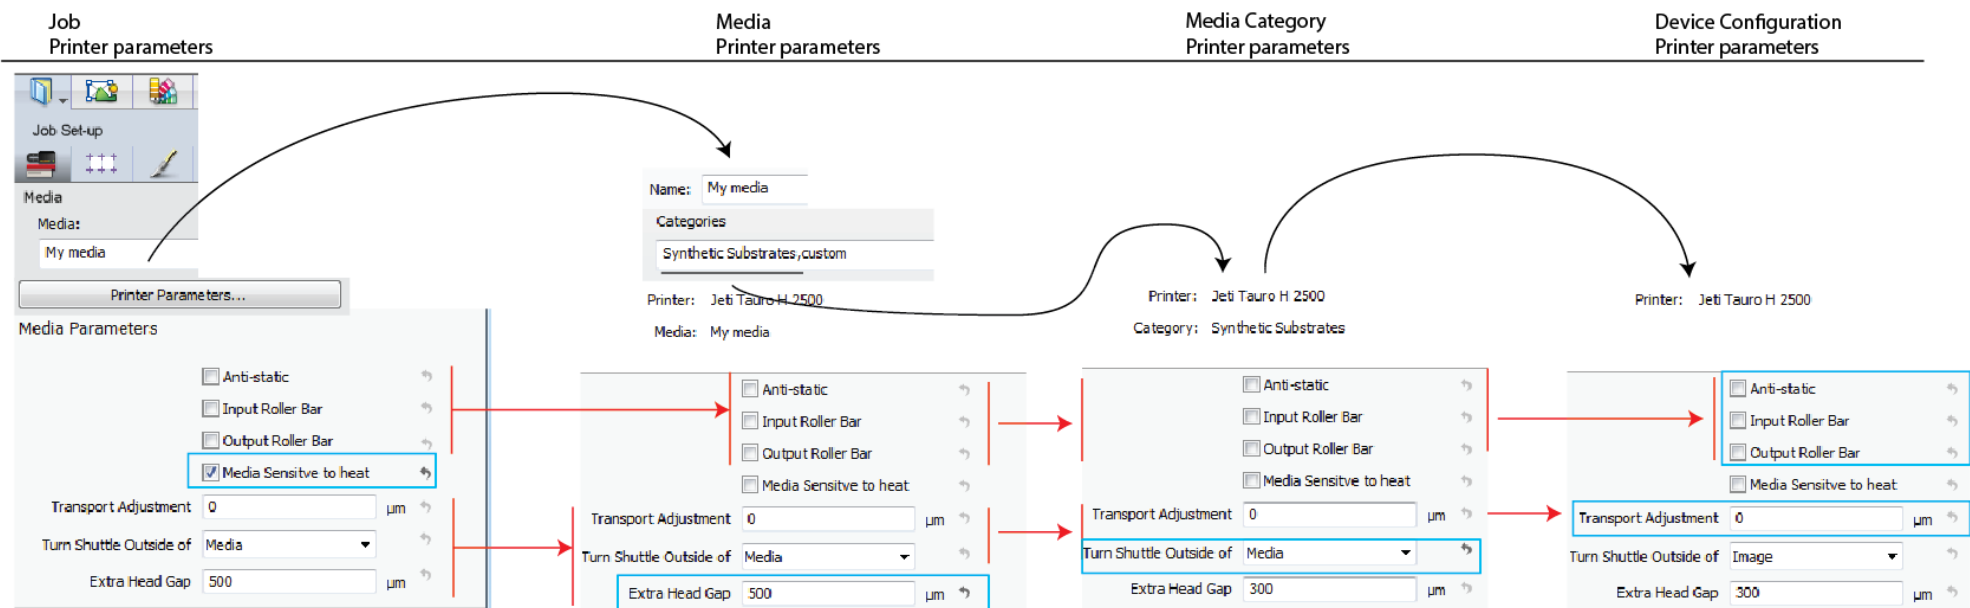 Job
Printer parameters
Media
Printer parameters
Media Category
Printer parameters
Device Configuration
Printer parameters
Job Set-up
Media
Media:
My media
Printer Parameters...
Media Parameters
Anti-static
Input Roller Bar
Output Roller Bar
Media Sensitve to heat
Transport Adjustment 0 µm
Turn Shuttle Outside of Media
Extra Head Gap 500 µm
Name: My media
Categories
Synthetic Substrates,custom
Printer: Jeti Tauro H 2500
Media: My media
Anti-static
Input Roller Bar
Output Roller Bar
Media Sensitve to heat
Transport Adjustment 0 µm
Turn Shuttle Outside of Media
Extra Head Gap 500 µm
Printer: Jeti Tauro H 2500
Category: Synthetic Substrates
Anti-static
Input Roller Bar
Output Roller Bar
Media Sensitve to heat
Transport Adjustment 0 µm
Turn Shuttle Outside of Media
Extra Head Gap 300 µm
Printer: Jeti Tauro H 2500
Anti-static
Input Roller Bar
Output Roller Bar
Media Sensitve to heat
Transport Adjustment 0 µm
Turn Shuttle Outside of Image
Extra Head Gap 300 µm